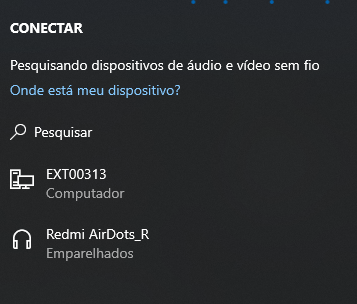 CONECTAR
Pesquisando dispositivos de áudio e vídeo sem fio
Onde está meu dispositivo?
Pesquisar
EXT00313
Computador
Redmi AirDots_R
Emparelhados